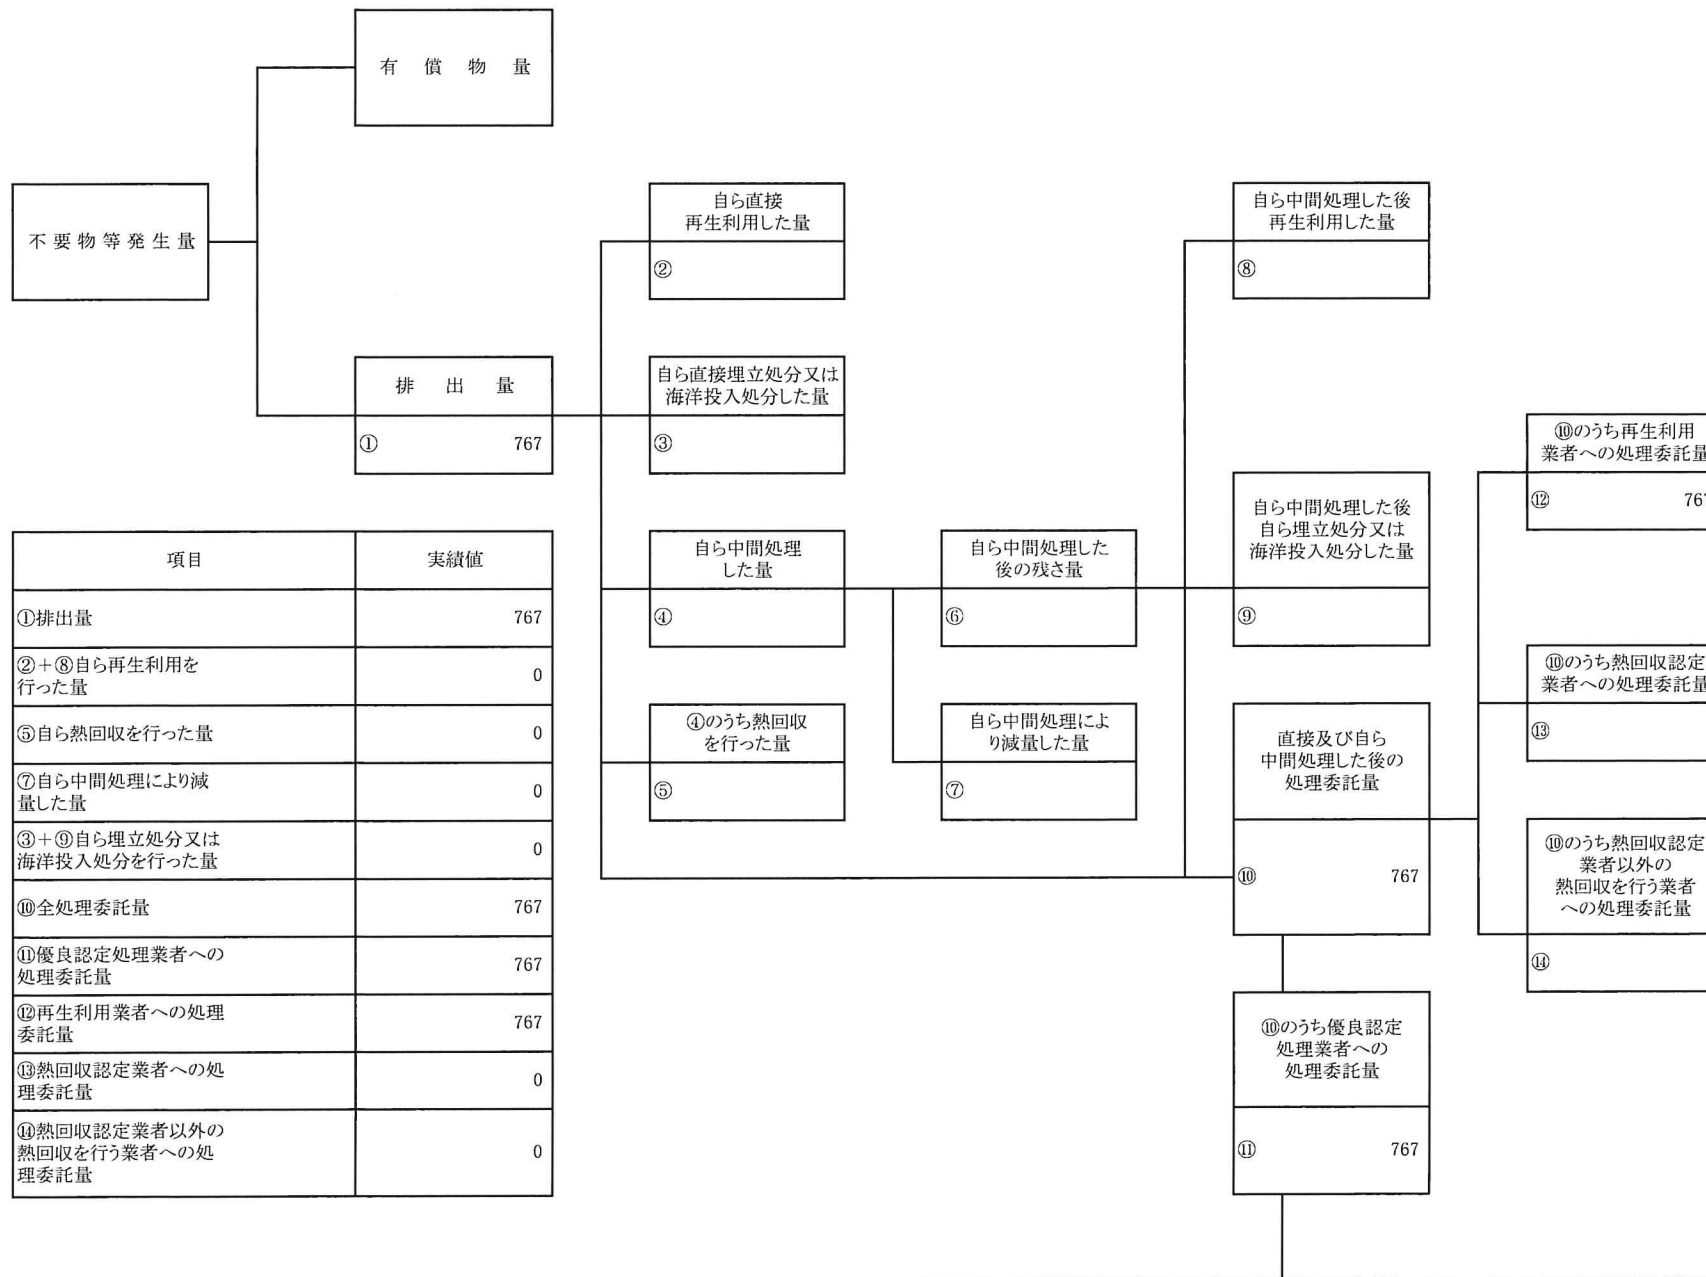 有償物量
不要物等発生量
自ら直接
再生利用した量
②
自ら中間処理した後
再生利用した量
⑧
排出量
① 767
自ら直接埋立処分又は
海洋投入処分した量
③
⑩のうち再生利用
業者への処理委託量
⑫ 767
自ら中間処理した後
自ら埋立処分又は
海洋投入処分した量
⑨
自ら中間処理
した量
④
自ら中間処理した
後の残さ量
⑥
⑩のうち熱回収認定
業者への処理委託量
⑬
④のうち熱回収
を行った量
⑤
自ら中間処理によ
り減量した量
⑦
直接及び自ら
中間処理した後の
処理委託量
⑩ 767
⑩のうち熱回収認定
業者以外の
熱回収を行う業者
への処理委託量
⑭
⑩のうち優良認定
処理業者への
処理委託量
⑪ 767
項目 実績値
①排出量 767
②+⑧自ら再生利用を
行った量 0
⑤自ら熱回収を行った量 0
⑦自ら中間処理により減
量した量 0
③+⑨自ら埋立処分又は
海洋投入処分を行った量 0
⑩全処理委託量 767
⑪優良認定処理業者への
処理委託量 767
⑫再生利用業者への処理
委託量 767
⑬熱回収認定業者への処
理委託量 0
⑭熱回収認定業者以外の
熱回収を行う業者への処
理委託量 0